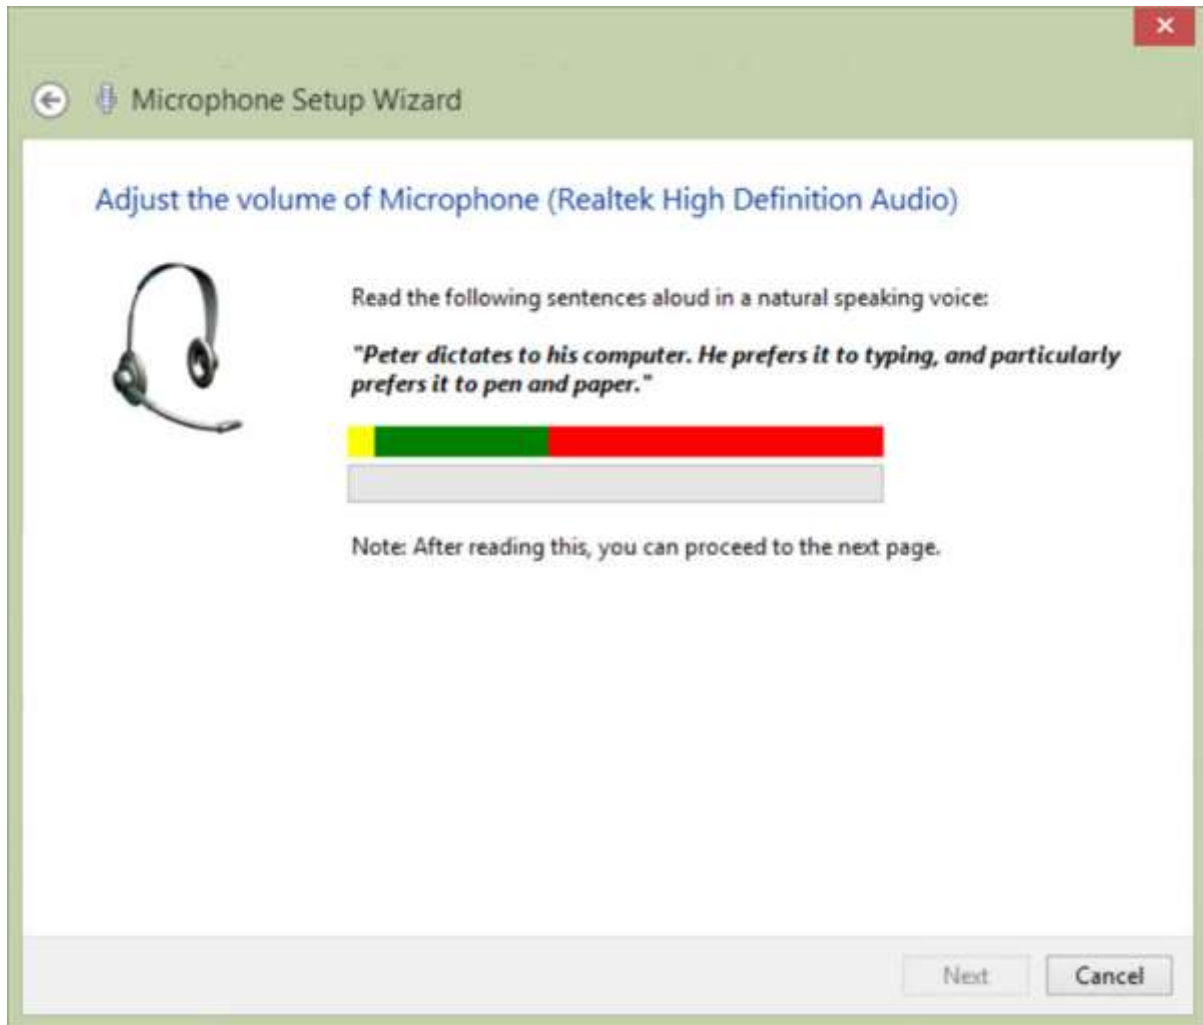 Microphone Setup Wizard
Adjust the volume of Microphone (Realtek High Definition Audio)
Read the following sentences aloud in a natural speaking voice:
"Peter dictates to his computer. He prefers it to typing, and particularly
prefers it to pen and paper."
Note: After reading this, you can proceed to the next page.
Next Cancel